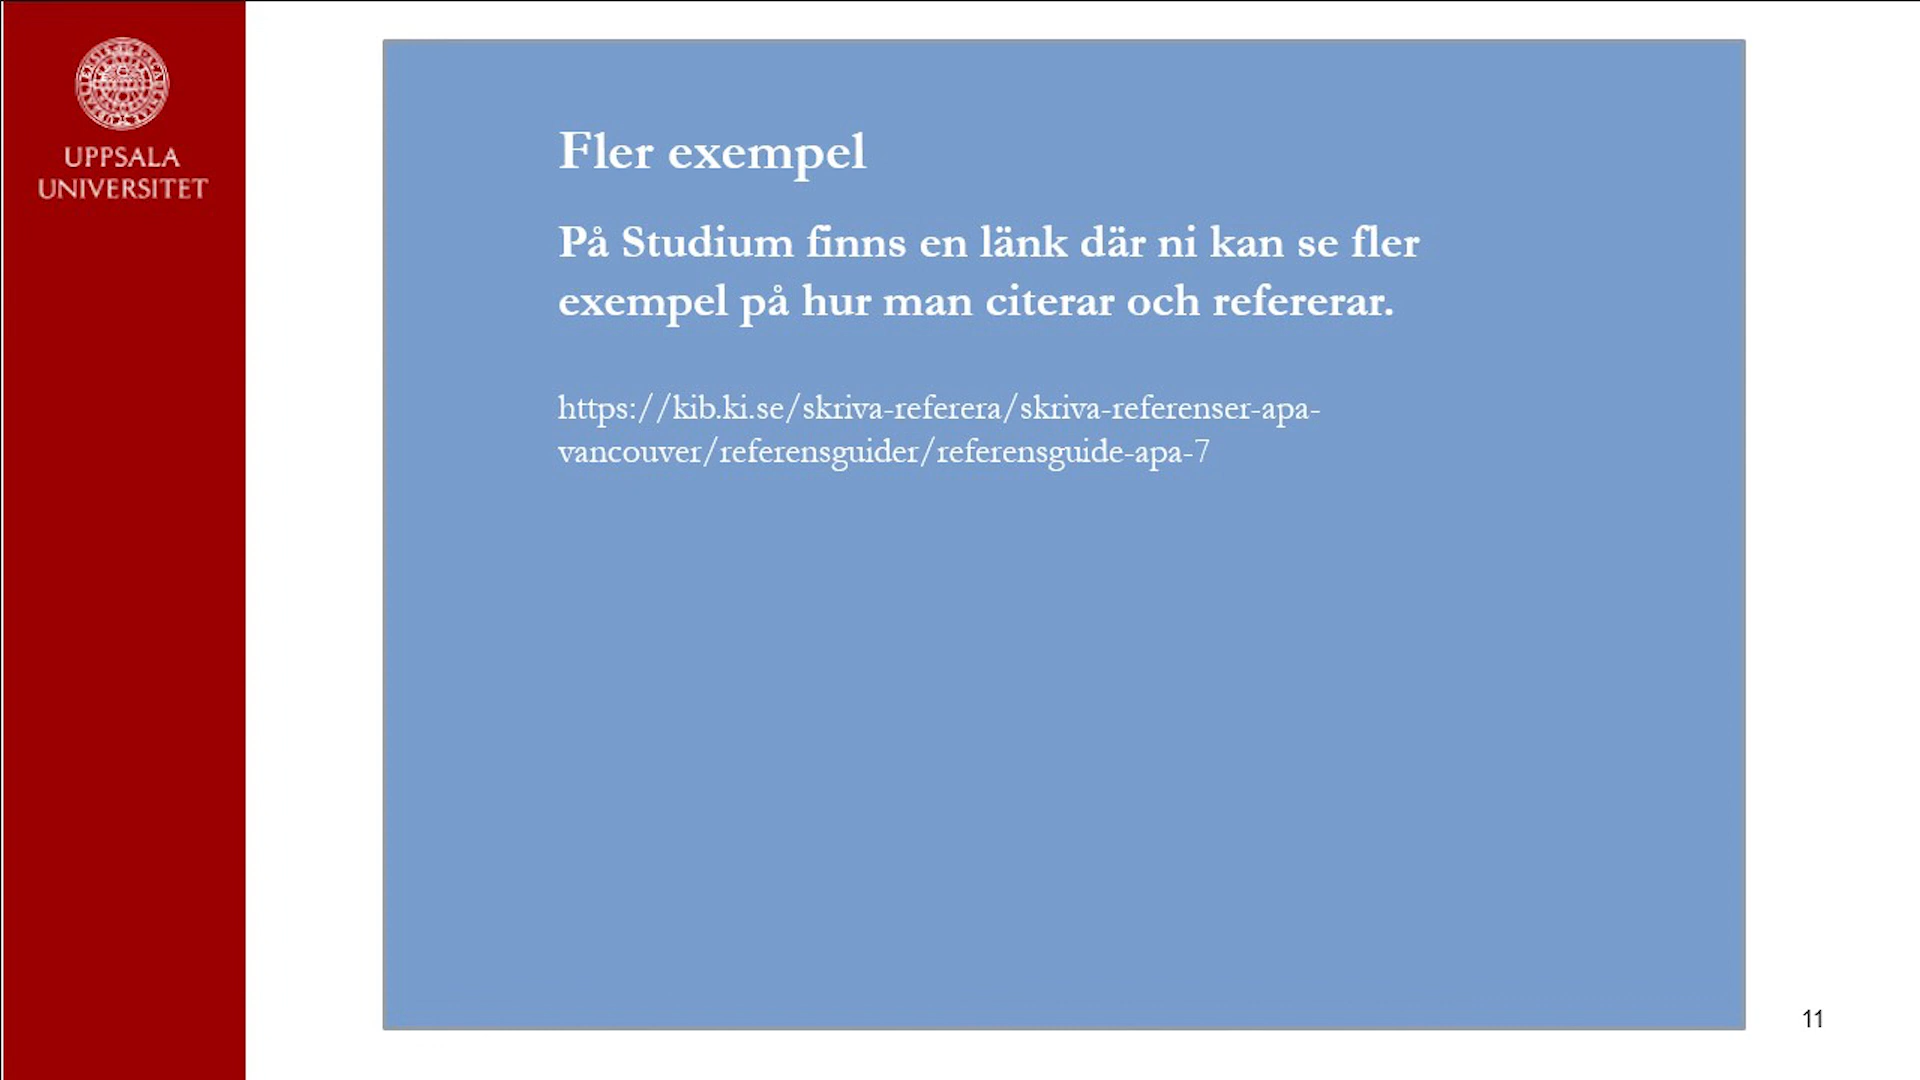 UPPSALA
UNIVERSITET
Fler exempel
På Studium finns en länk där ni kan se fler
exempel på hur man citerar och refererar.
https://kib.ki.se/skriva-referera/skriva-referenser-apa-
vancouver/referensguider/referensguide-apa-7
11